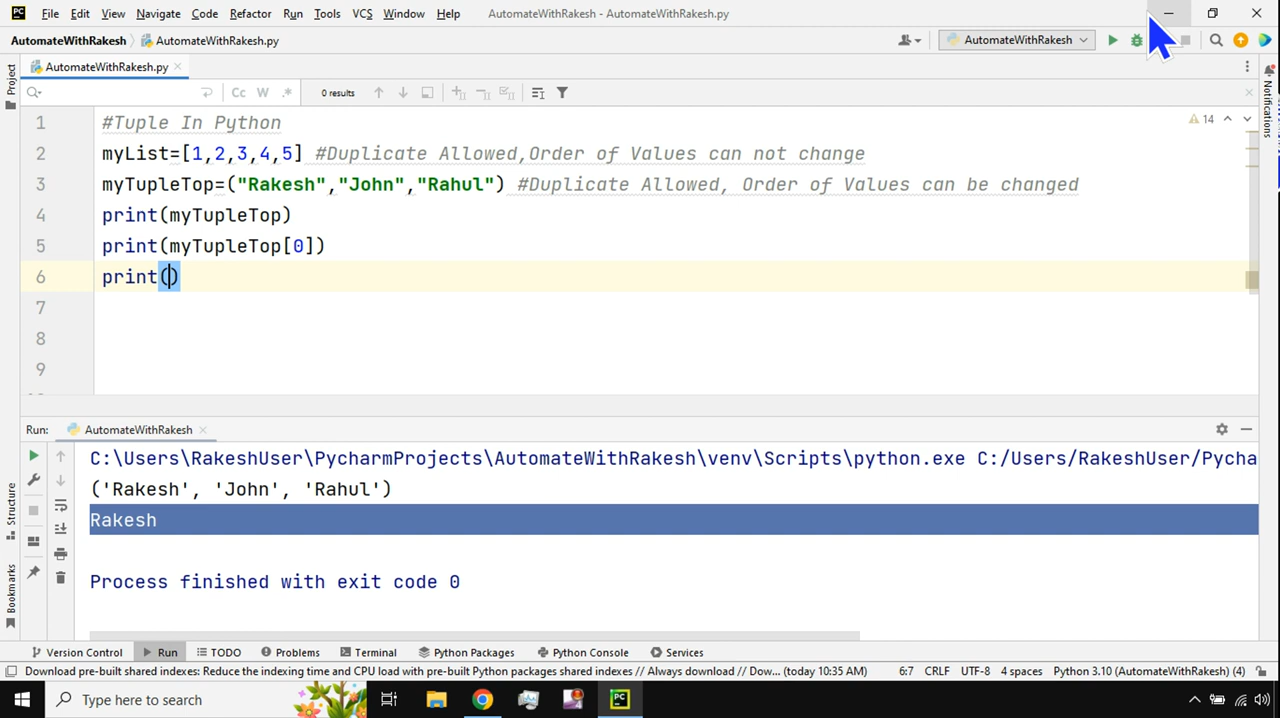 PC File Edit View Navigate Code Refactor Run Tools VCS Window Help AutomateWithRakesh - AutomateWithRakesh.py
AutomateWithRakesh AutomateWithRakesh.py AutomateWithRakesh
Project
AutomateWithRakesh.py
Notifications
Cc W .* 0 results
1 #Tuple In Python
14
2 myList=[1,2,3,4,5] #Duplicate Allowed,Order of Values can not change
3 myTupleTop=("Rakesh","John","Rahul") #Duplicate Allowed, Order of Values can be changed
4 print(myTupleTop)
5 print(myTupleTop[0])
6 print()
7
8
9
Run: AutomateWithRakesh
C:\Users\RakeshUser\PycharmProjects\AutomateWithRakesh\venv\Scripts\python.exe C:/Users/RakeshUser/Pycha
('Rakesh', 'John', 'Rahul')
Rakesh
Process finished with exit code 0
Structure
Bookmarks
Version Control Run TODO Problems Terminal Python Packages Python Console Services
Download pre-built shared indexes: Reduce the indexing time and CPU load with pre-built Python packages shared indexes // Always download // Dow... (today 10:35 AM) 6:7 CRLF UTF-8 4 spaces Python 3.10 (AutomateWithRakesh) (4)
Type here to search PC